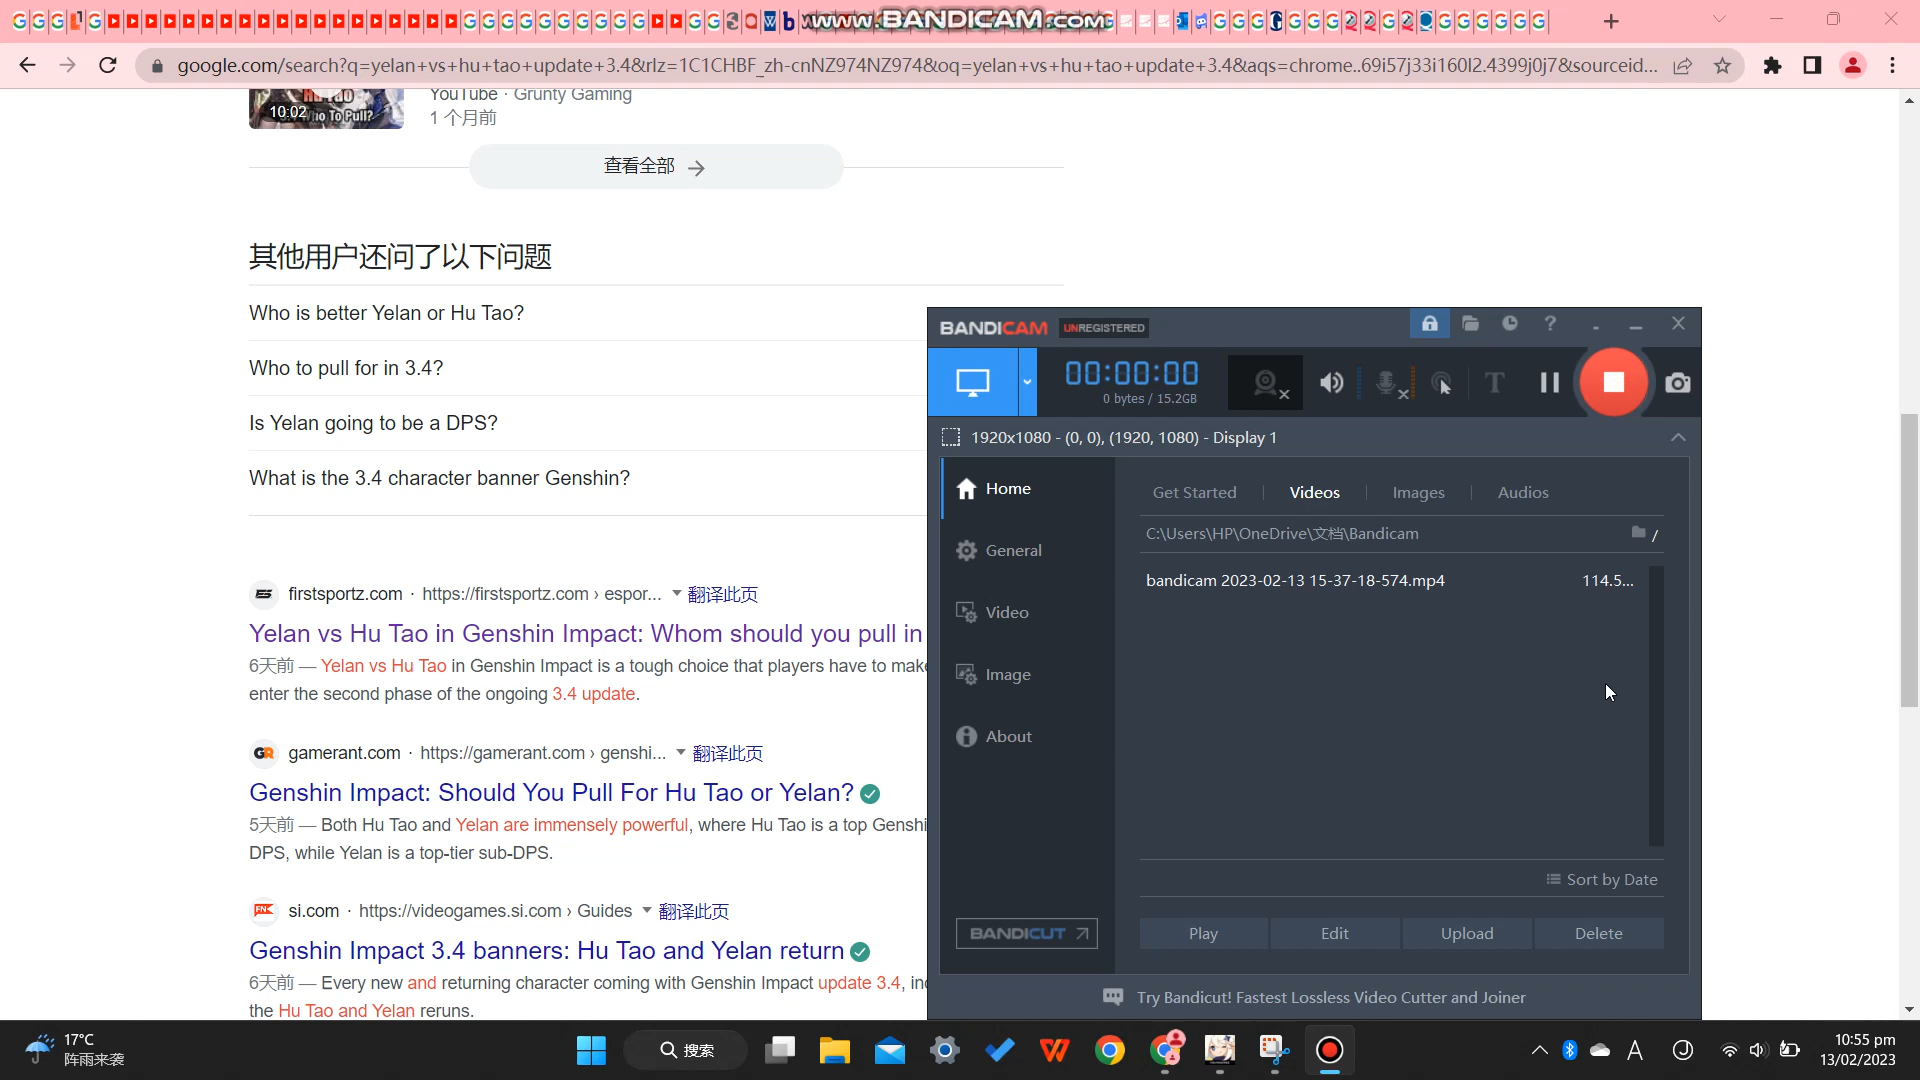 www.BANDICAM.com
google.com/search?q=yelan+vs+hu+tao+update+3.4&rlz=1C1CHBF_zh-cnNZ974NZ974&oq=yelan+vs+hu+tao+update+3.4&aqs=chrome..69i57j33i160l2.4399j0j7&sourceid...
YouTube · Grunty Gaming
10:02
To Pull?
1 个月前
查看全部
其他用户还问了以下问题
Who is better Yelan or Hu Tao?
Who to pull for in 3.4?
Is Yelan going to be a DPS?
What is the 3.4 character banner Genshin?
firstsportz.com · https://firstsportz.com › espor... 翻译此页
Yelan vs Hu Tao in Genshin Impact: Whom should you pull in
6天前 — Yelan vs Hu Tao in Genshin Impact is a tough choice that players have to make
enter the second phase of the ongoing 3.4 update.
gamerant.com · https://gamerant.com › genshi... 翻译此页
Genshin Impact: Should You Pull For Hu Tao or Yelan?
5天前 — Both Hu Tao and Yelan are immensely powerful, where Hu Tao is a top Genshi
DPS, while Yelan is a top-tier sub-DPS.
si.com · https://videogames.si.com › Guides 翻译此页
Genshin Impact 3.4 banners: Hu Tao and Yelan return
6天前 — Every new and returning character coming with Genshin Impact update 3.4, inc
the Hu Tao and Yelan reruns.
BANDICAM UNREGISTERED
00:00:00
0 bytes / 15.2GB
1920x1080 - (0, 0), (1920, 1080) - Display 1
Home
General
Video
Image
About
BANDICUT
Get Started
Videos
Images
Audios
C:\Users\HP\OneDrive\文档\Bandicam
bandicam 2023-02-13 15-37-18-574.mp4 114.5...
Sort by Date
Play
Edit
Upload
Delete
Try Bandicut! Fastest Lossless Video Cutter and Joiner
17°C
阵雨来袭
搜索
10:55 pm
13/02/2023